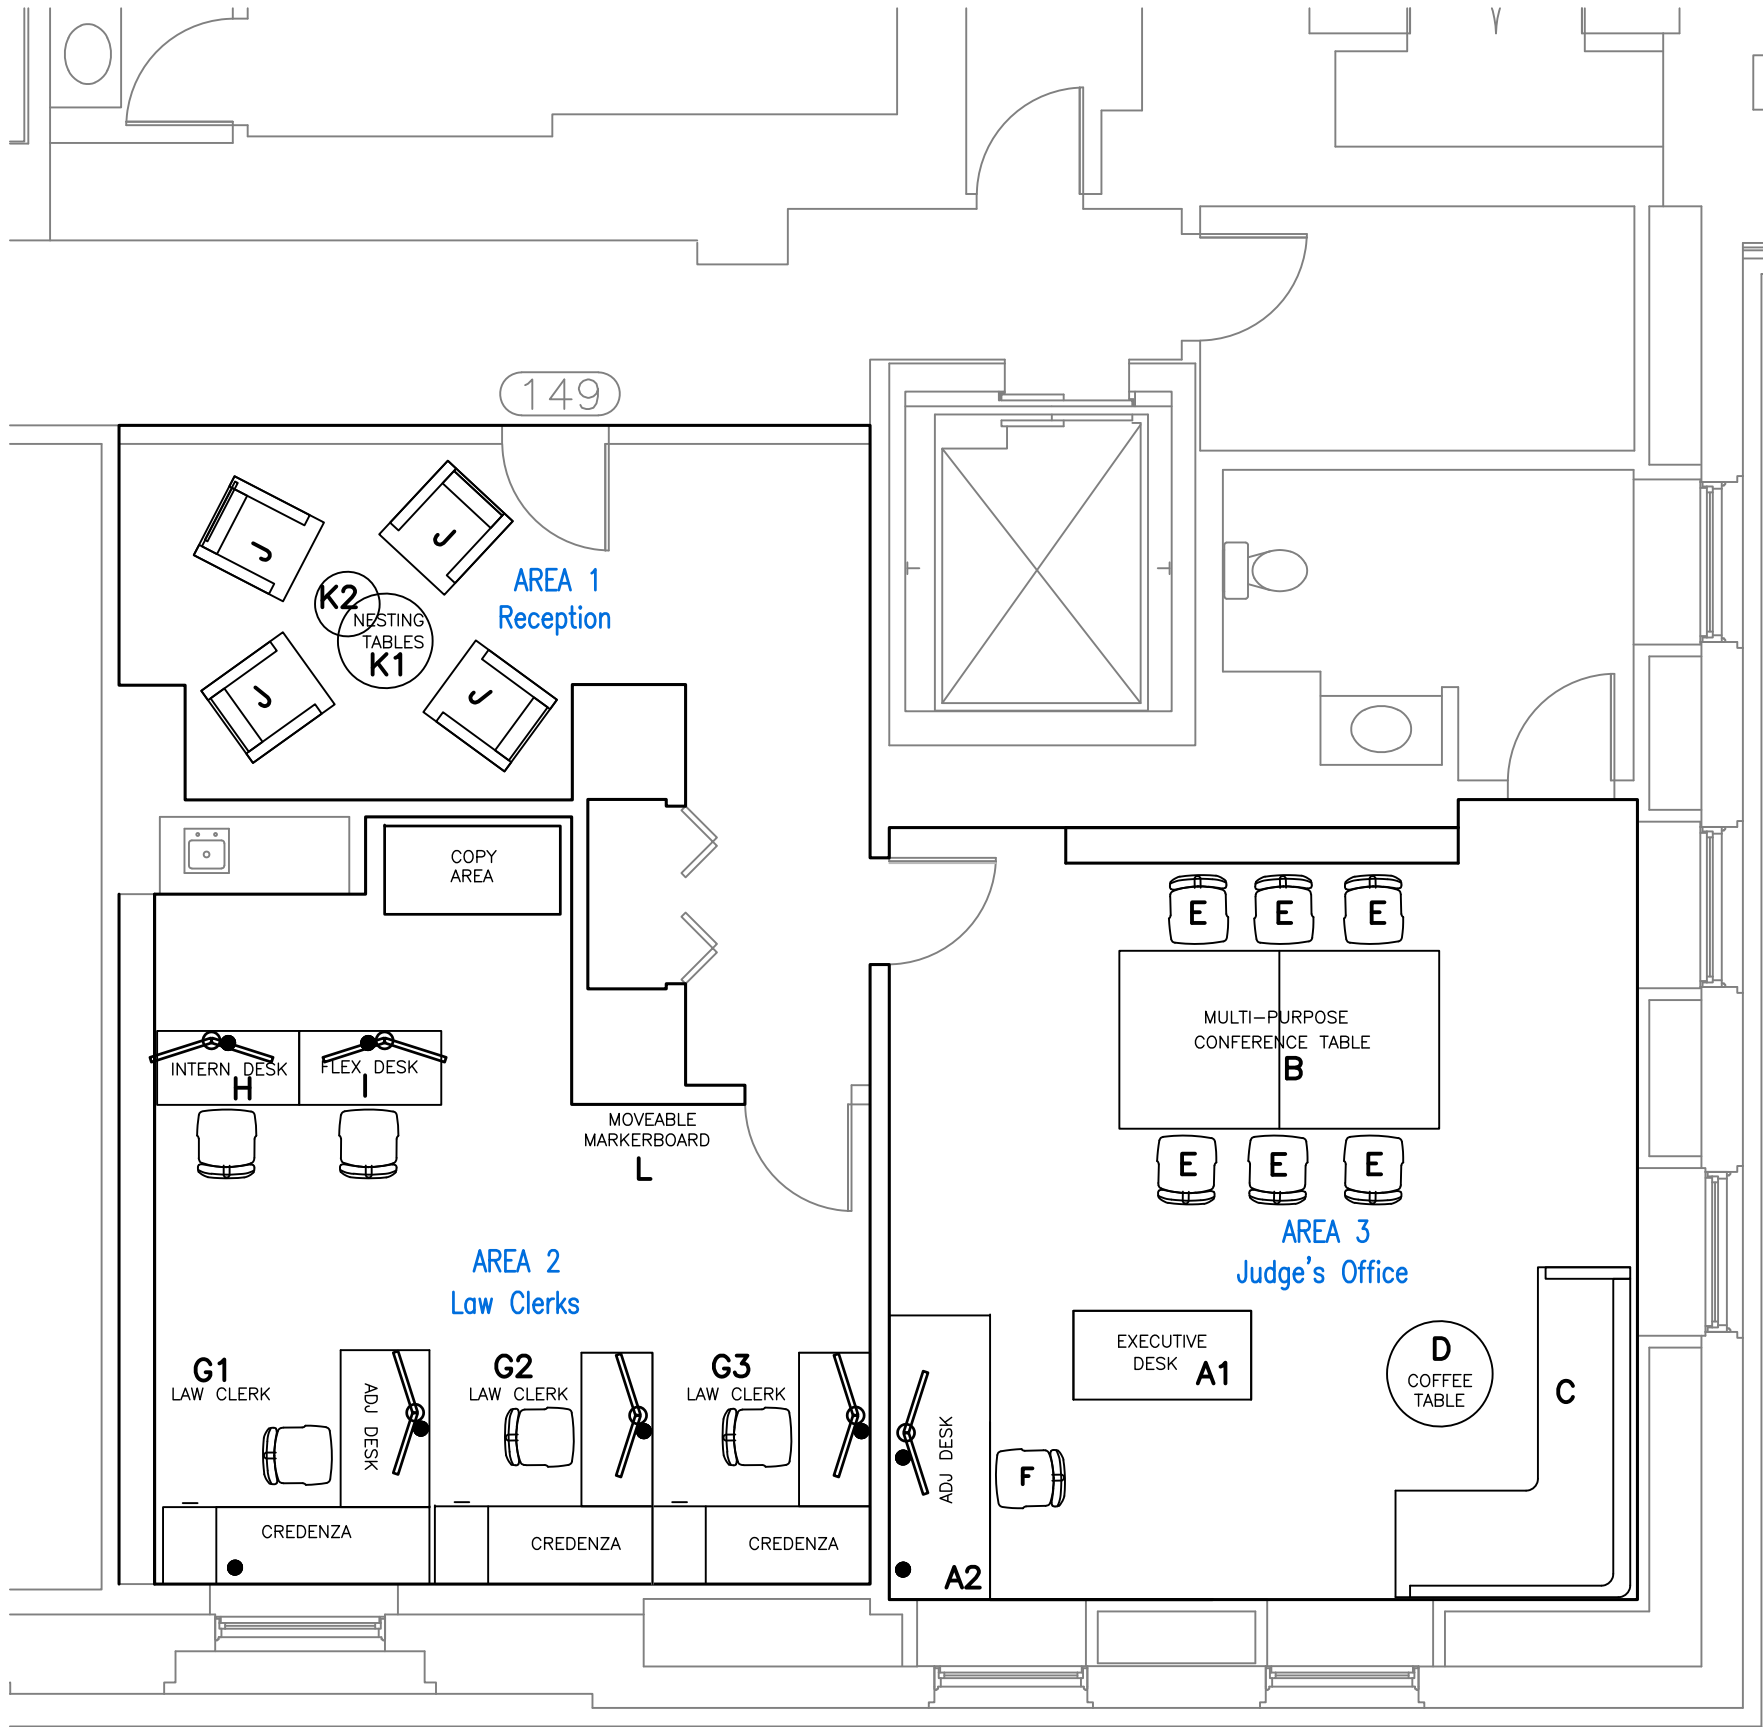 149
J
J
AREA 1
Reception
K2
NESTING
TABLES
K1
J
J
COPY
AREA
E
E
E
MULTI-PURPOSE
CONFERENCE TABLE
B
INTERN DESK
H
FLEX DESK
I
MOVEABLE
MARKERBOARD
L
E
E
E
AREA 3
Judge's Office
AREA 2
Law Clerks
G1
LAW CLERK
ADJ DESK
G2
LAW CLERK
G3
LAW CLERK
EXECUTIVE
DESK
A1
D
COFFEE
TABLE
C
ADJ DESK
F
CREDENZA
CREDENZA
CREDENZA
A2